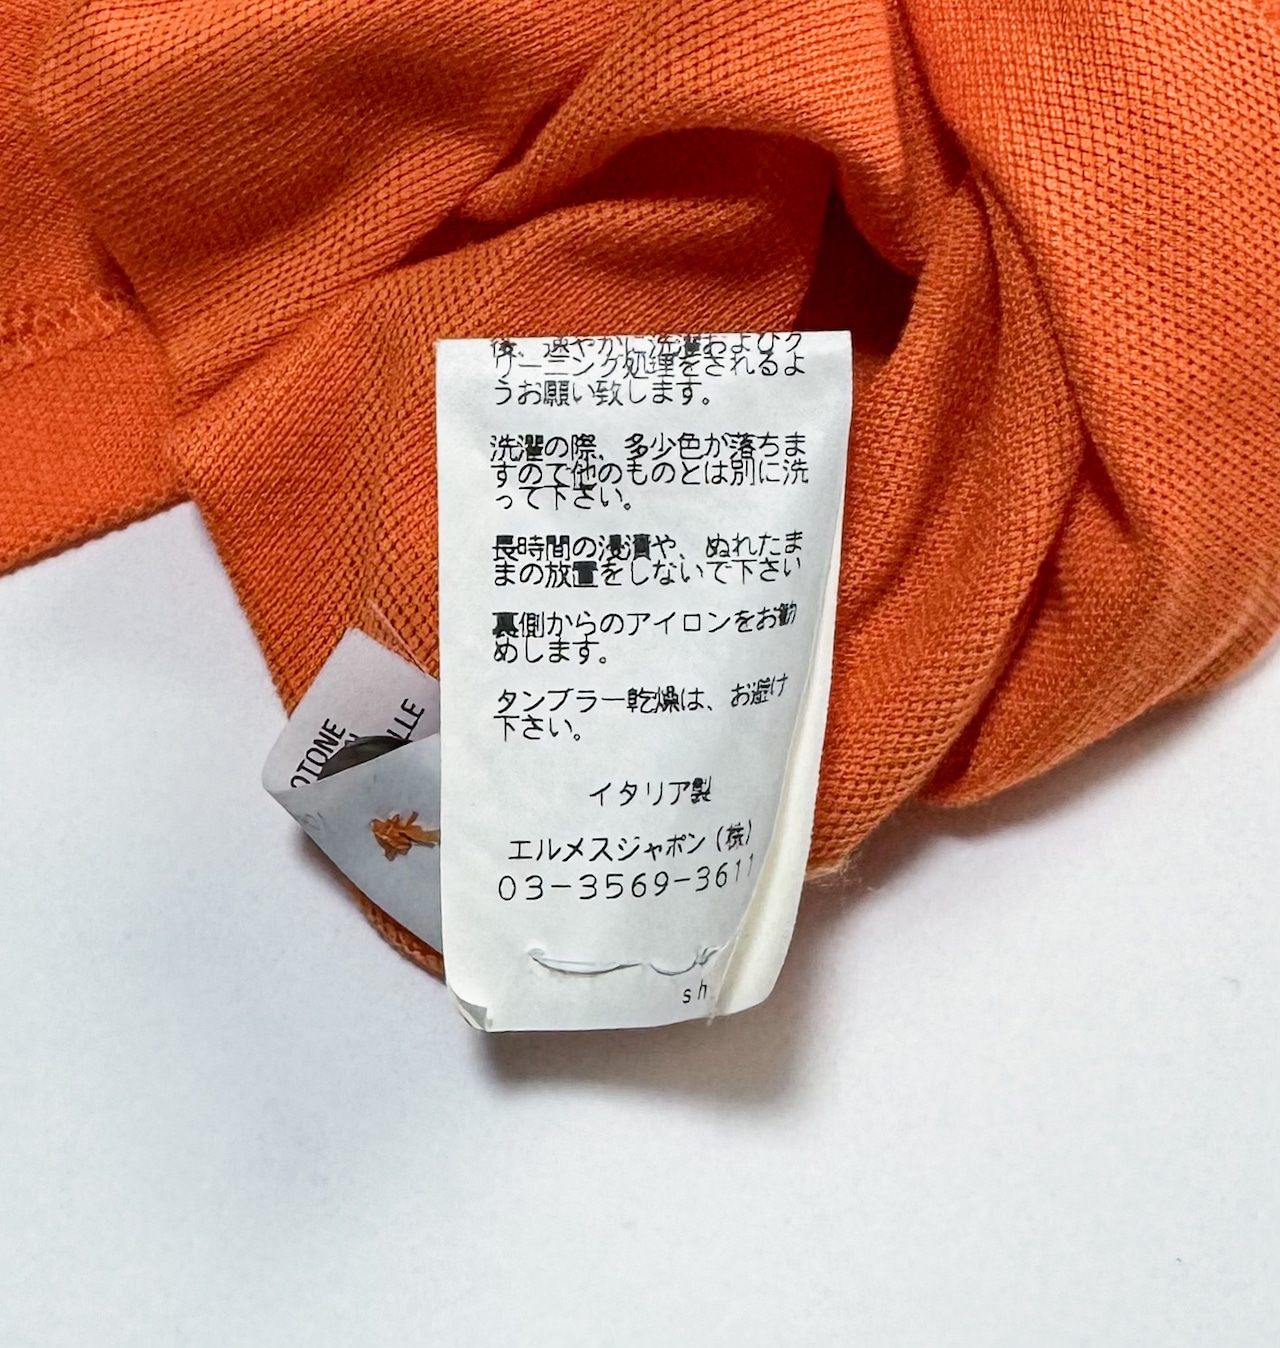 後、速やかに洗濯およびク
リーニング処理をされるよ
うお願い致します。
洗濯の際、多少色が落ちま
すので他のものとは別に洗
って下さい。
長時間の浸漬や、ぬれたま
まの放置をしないで下さい
裏側からのアイロンをお勧
めします。
タンブラー乾燥は、お避け
下さい。
イタリア製
エルメスジャポン(株)
03-3569-3611
sh
OTONE
LLE